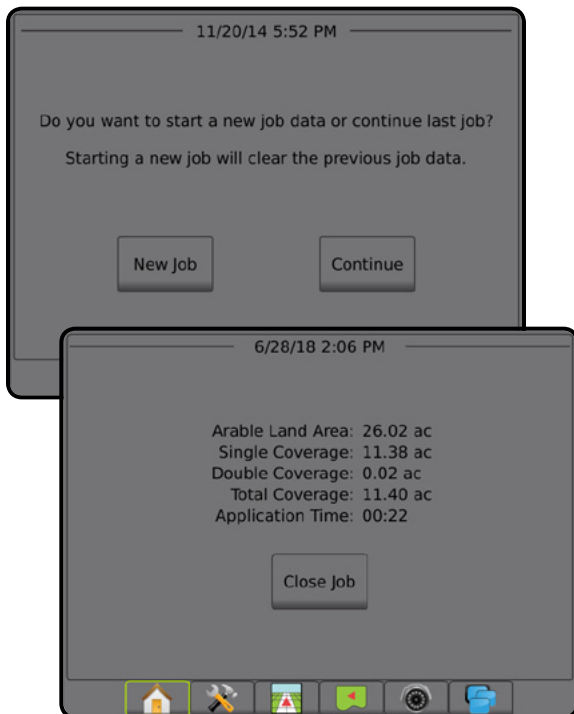 11/20/14 5:52 PM
Do you want to start a new job data or continue last job?
Starting a new job will clear the previous job data.
New Job Continue
6/28/18 2:06 PM
Arable Land Area: 26.02 ac
Single Coverage: 11.38 ac
Double Coverage: 0.02 ac
Total Coverage: 11.40 ac
Application Time: 00:22
Close Job